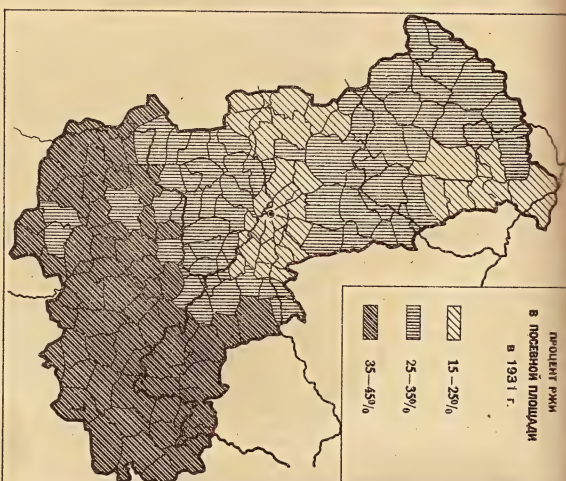 ПРОЦЕНТ РЖИ
В ПОСЕВНОЙ ПЛОЩАДИ
В 1931 г.
15—25%
25—35%
35—45%